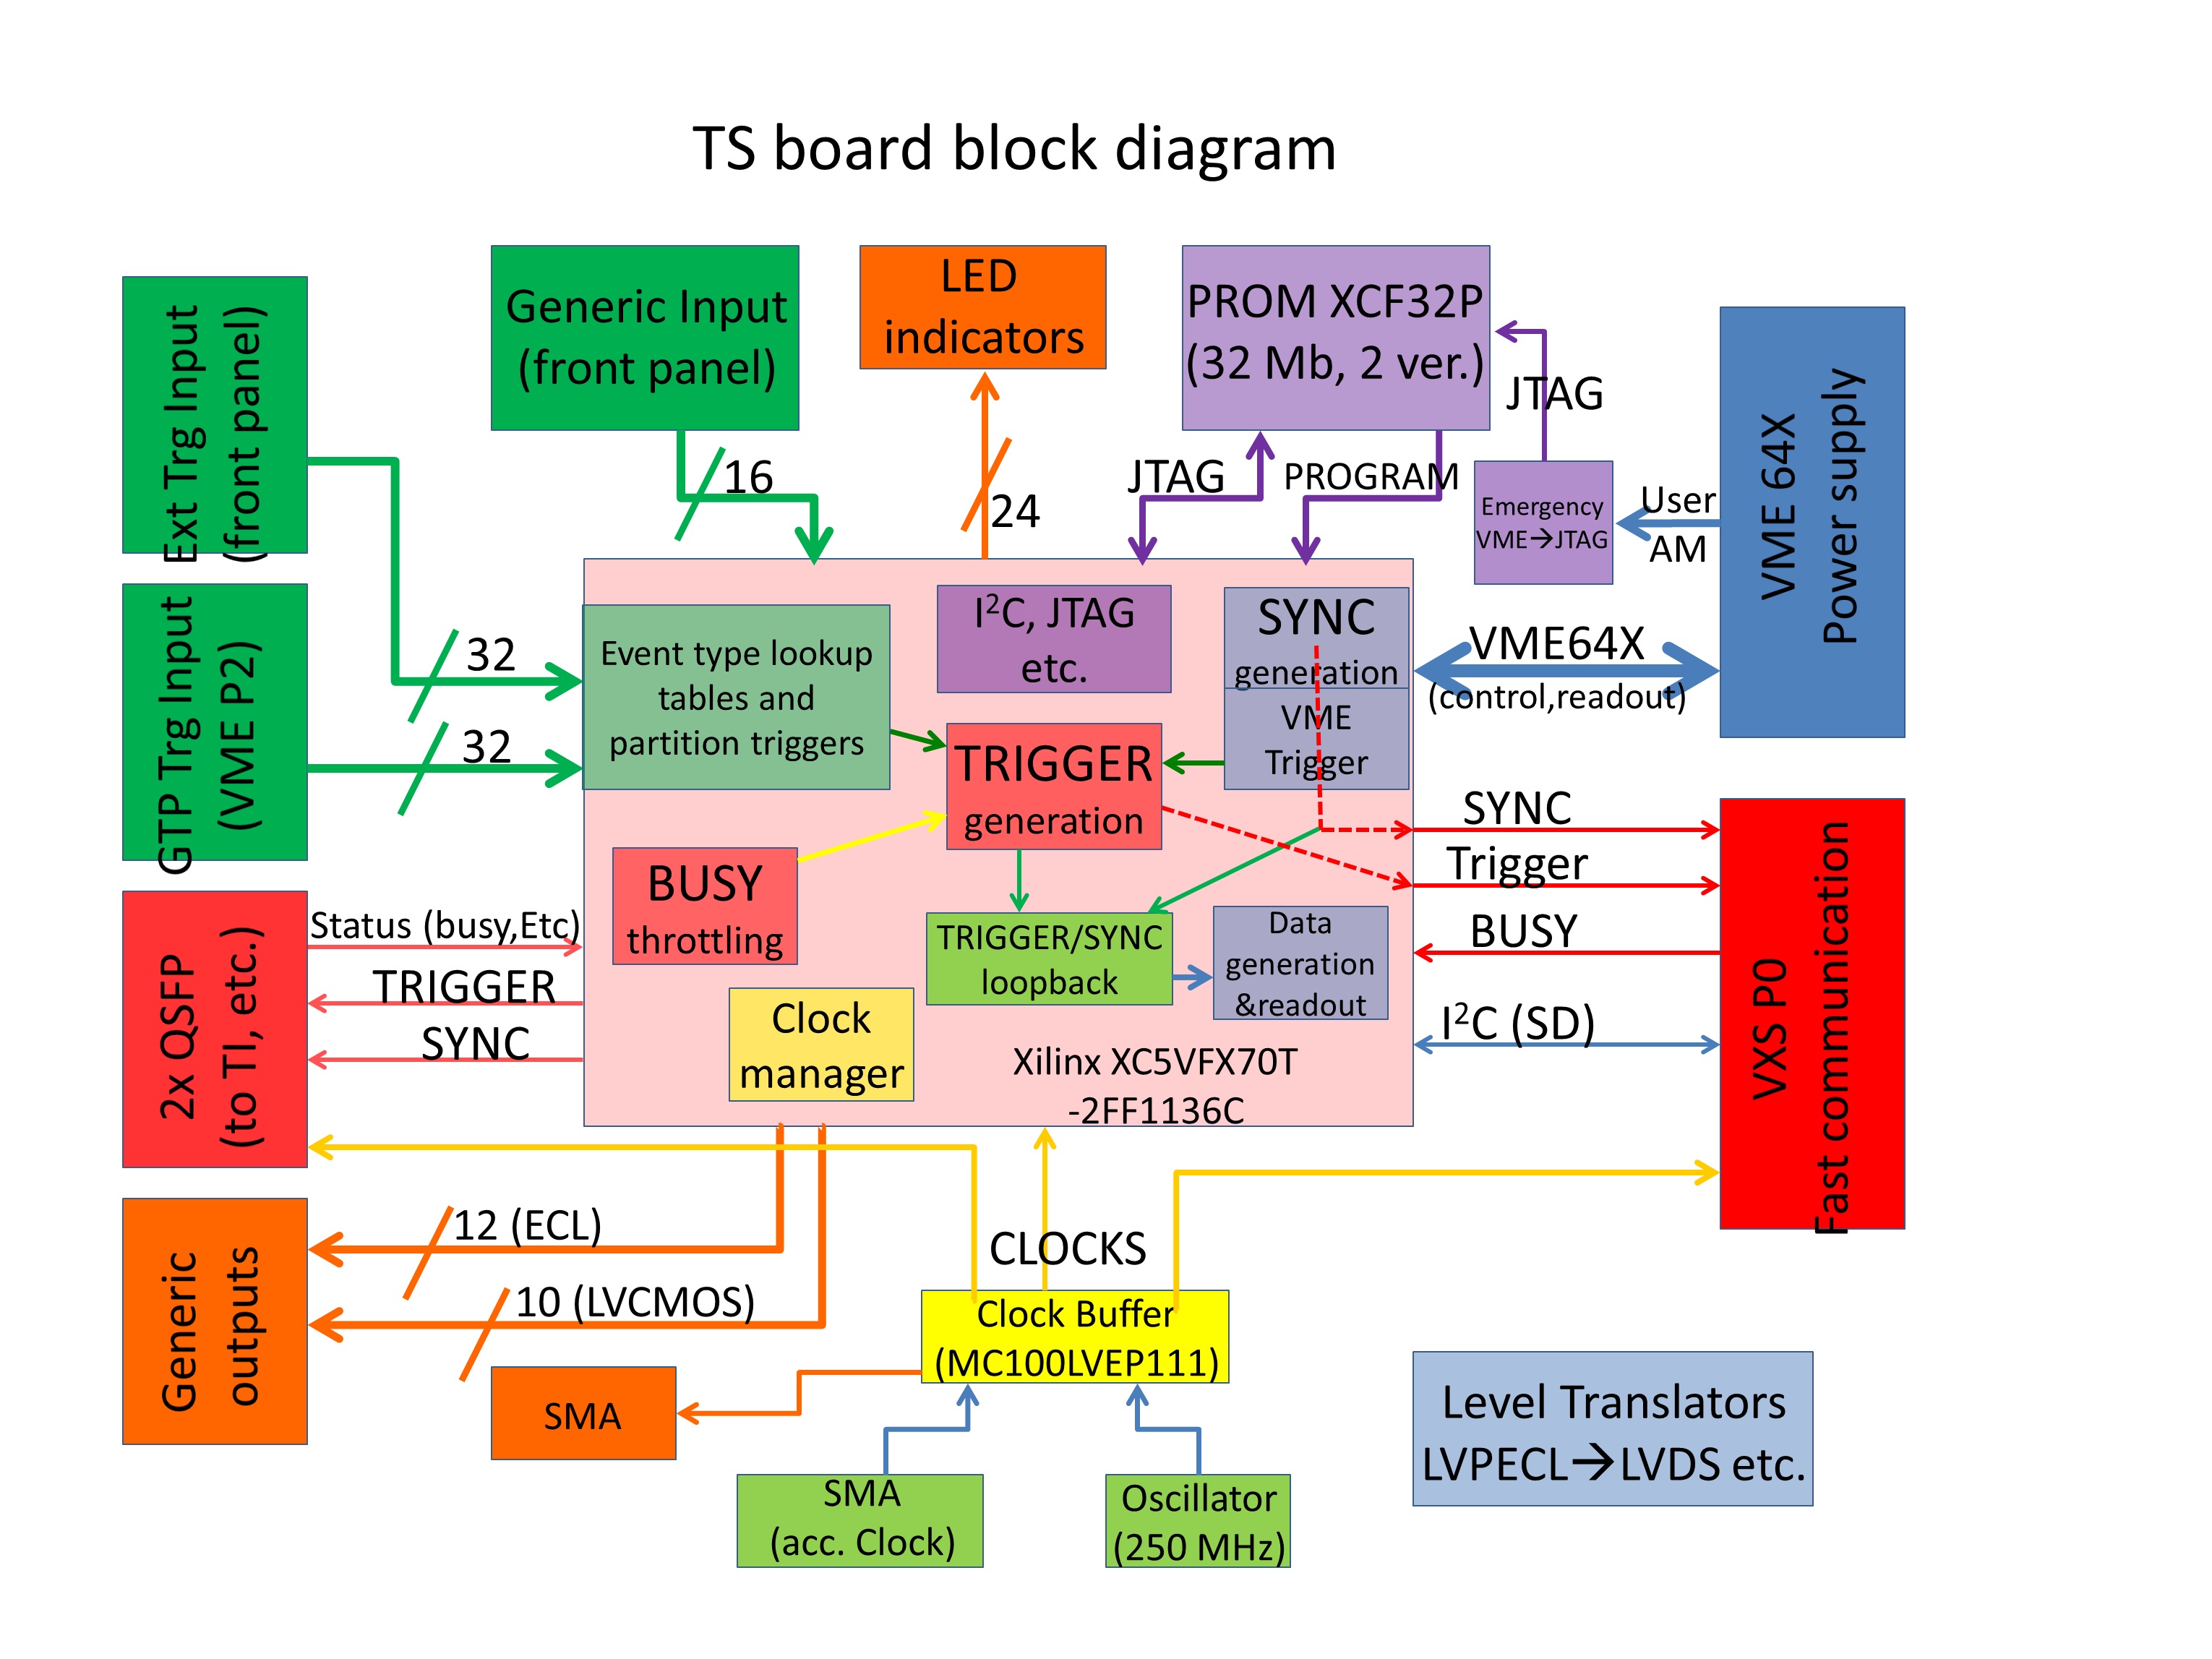 TS board block diagram
Ext Trg Input
(front panel)
Generic Input
(front panel)
LED
indicators
PROM XCF32P
(32 Mb, 2 ver.)
VME 64X
Power supply
JTAG
16
24
JTAG
PROGRAM
Emergency
VME→JTAG
User
AM
GTP Trg Input
(VME P2)
32
32
Event type lookup
tables and
partition triggers
I²C, JTAG
etc.
SYNC
generation
VME
Trigger
VME64X
(control,readout)
TRIGGER
generation
BUSY
throttling
SYNC
Trigger
BUSY
I²C (SD)
VXS P0
Fast communication
2x QSFP
(to TI, etc.)
Status (busy,Etc)
TRIGGER
SYNC
TRIGGER/SYNC
loopback
Data
generation
&readout
Clock
manager
Xilinx XC5VFX70T
-2FF1136C
Generic
outputs
12 (ECL)
10 (LVCMOS)
CLOCKS
Clock Buffer
(MC100LVEP111)
SMA
SMA
(acc. Clock)
Oscillator
(250 MHz)
Level Translators
LVPECL→LVDS etc.